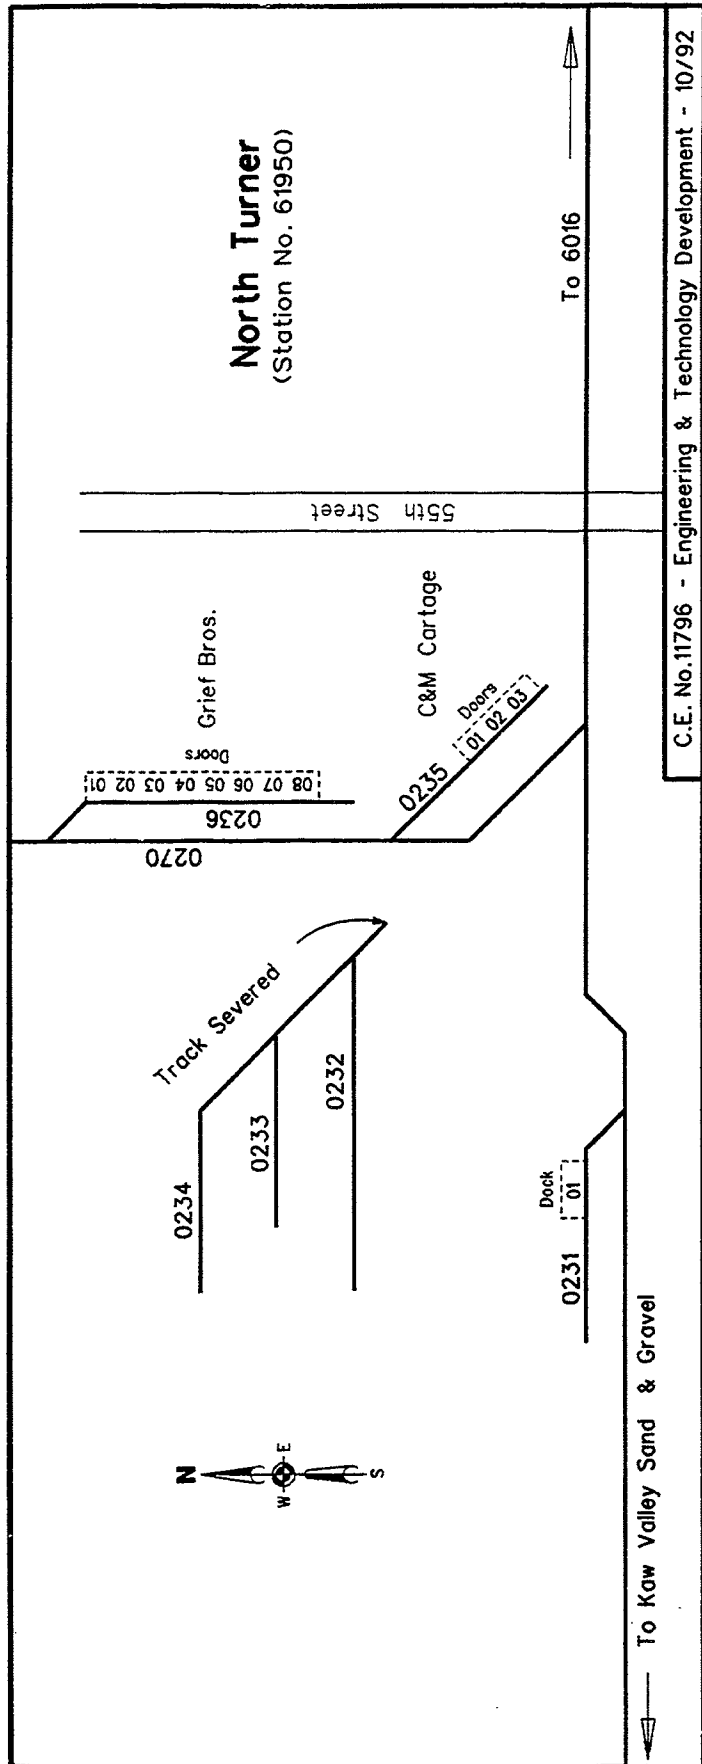 North Turner
(Station No. 61950)
To 6016
55th Street
Grief Bros.
Doors
01 02 03 04 05 06 07 08
0236
0270
C&M Cartage
Doors
01 02 03
0235
Track Severed
0234
0233
0232
Dock
01
0231
N
W E
S
To Kaw Valley Sand & Gravel
C.E. No.11796 - Engineering & Technology Development - 10/92